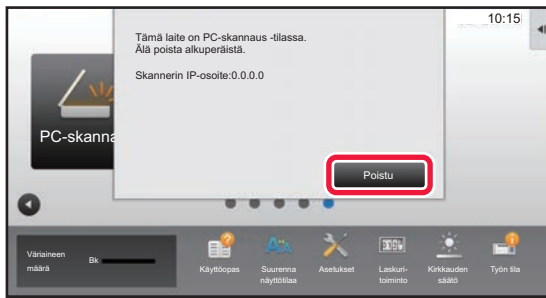 10:15
Tämä laite on PC-skannaus -tilassa.
Älä poista alkuperäistä.
Skannerin IP-osoite:0.0.0.0
PC-skanna
Poistu
Väriaineen
määrä
Bk
Käyttöopas
Suurenna
näyttötilaa
Asetukset
Laskuri-
toiminto
Kirkkauden
säätö
Työn tila